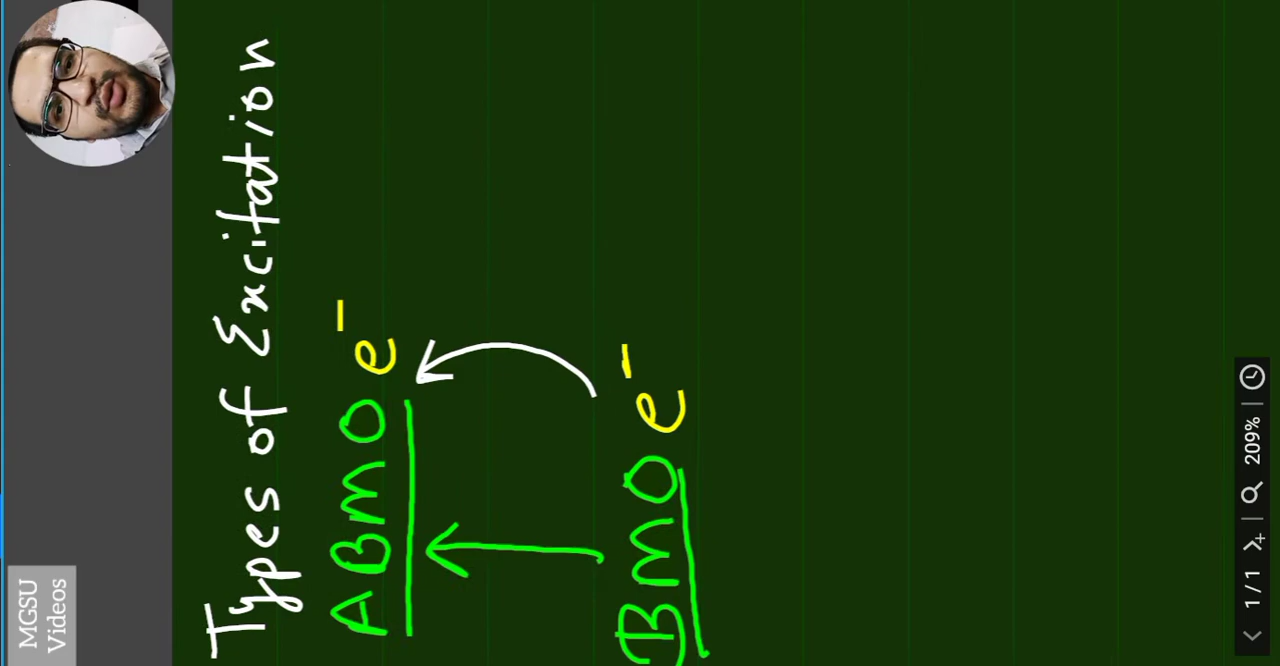 MGSU
Videos
Types of Excitation
ABMO e⁻
BMO e⁻
1/1
209%